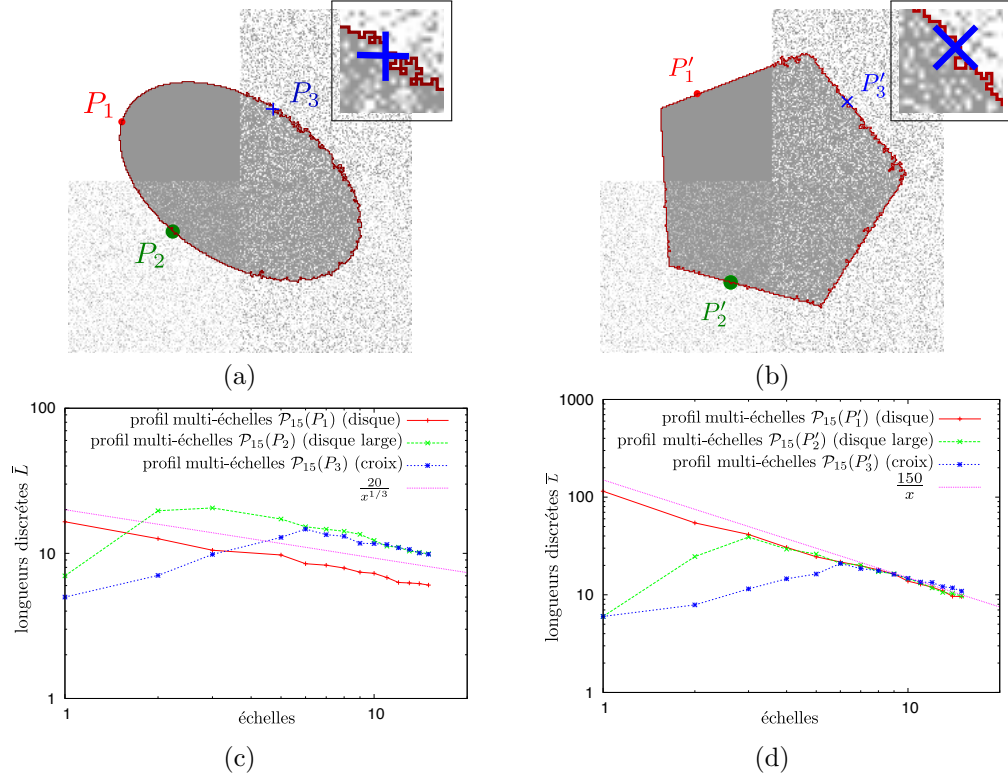 P₁
P₂
P₃
P′₁
P′₂
P′₃
(a)
(b)
profil multi-échelles 𝒫₁₅(P₁) (disque)
profil multi-échelles 𝒫₁₅(P₂) (disque large)
profil multi-échelles 𝒫₁₅(P₃) (croix)
20/x^{1/3}
longueurs discrétes L̅
100
10
1
1
10
échelles
(c)
profil multi-échelles 𝒫₁₅(P′₁) (disque)
profil multi-échelles 𝒫₁₅(P′₂) (disque large)
profil multi-échelles 𝒫₁₅(P′₃) (croix)
150/x
longueurs discrétes L̅
1000
100
10
1
1
10
échelles
(d)